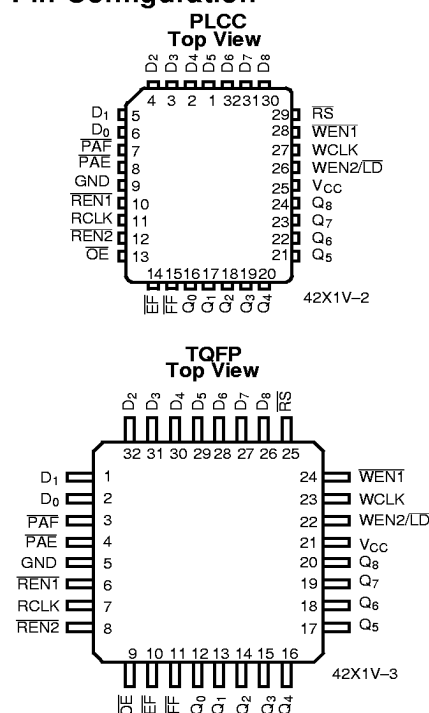 Pin Configuration
PLCC
Top View
D2 D3 D4 D5 D6 D7 D8
4 3 2 1 32 31 30
D1 5
D0 6
PAF 7
PAE 8
GND 9
REN1 10
RCLK 11
REN2 12
OE 13
29 RS
28 WEN1
27 WCLK
26 WEN2/LD
25 VCC
24 Q8
23 Q7
22 Q6
21 Q5
14 15 16 17 18 19 20
EF FF Q0 Q1 Q2 Q3 Q4
42X1V–2
TQFP
Top View
D2 D3 D4 D5 D6 D7 D8 RS
32 31 30 29 28 27 26 25
D1 1
D0 2
PAF 3
PAE 4
GND 5
REN1 6
RCLK 7
REN2 8
24 WEN1
23 WCLK
22 WEN2/LD
21 VCC
20 Q8
19 Q7
18 Q6
17 Q5
9 10 11 12 13 14 15 16
OE EF FF Q0 Q1 Q2 Q3 Q4
42X1V–3